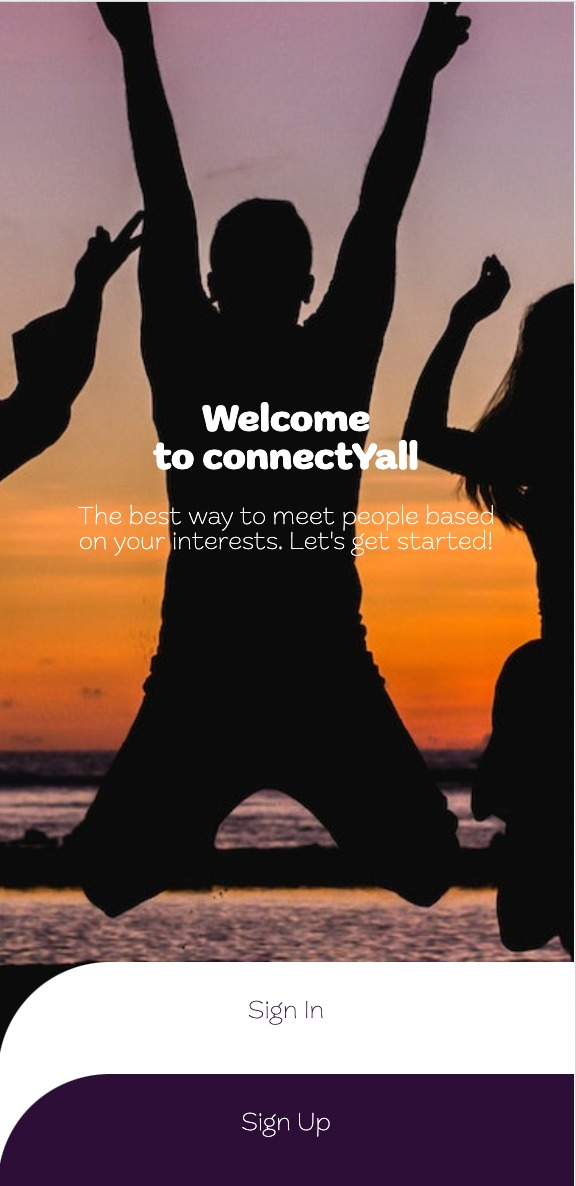 Welcome
to connectYall
The best way to meet people based
on your interests. Let's get started!
Sign In
Sign Up